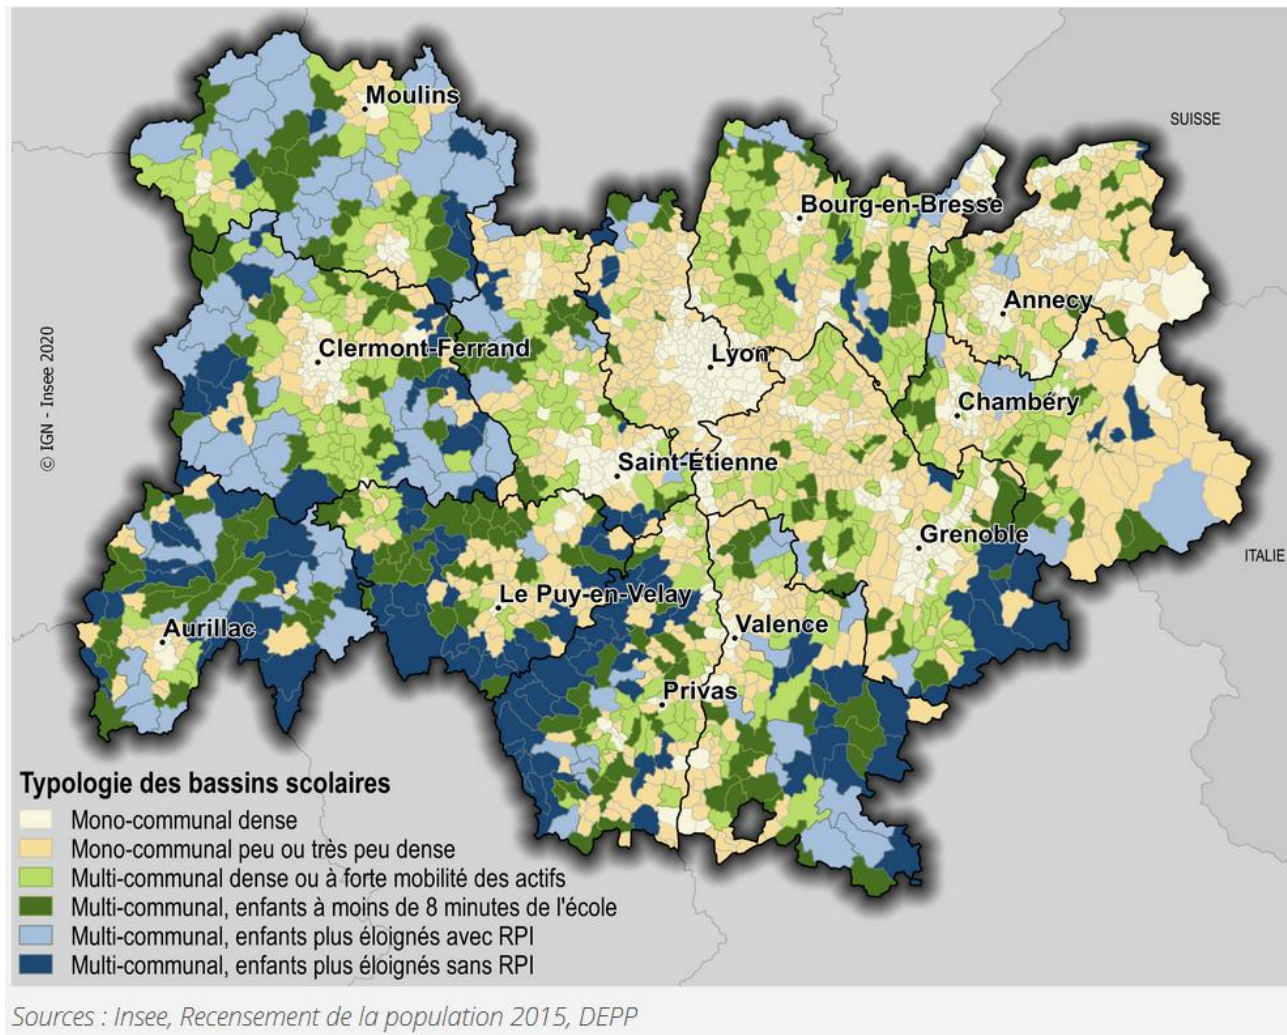 Moulins
SUISSE
Bourg-en-Bresse
Annecy
Clermont-Ferrand
Lyon
Chambéry
© IGN - Insee 2020
Saint-Étienne
Grenoble
ITALIE
Le Puy-en-Velay
Aurillac
Valence
Privas
Typologie des bassins scolaires
Mono-communal dense
Mono-communal peu ou très peu dense
Multi-communal dense ou à forte mobilité des actifs
Multi-communal, enfants à moins de 8 minutes de l'école
Multi-communal, enfants plus éloignés avec RPI
Multi-communal, enfants plus éloignés sans RPI
Sources : Insee, Recensement de la population 2015, DEPP